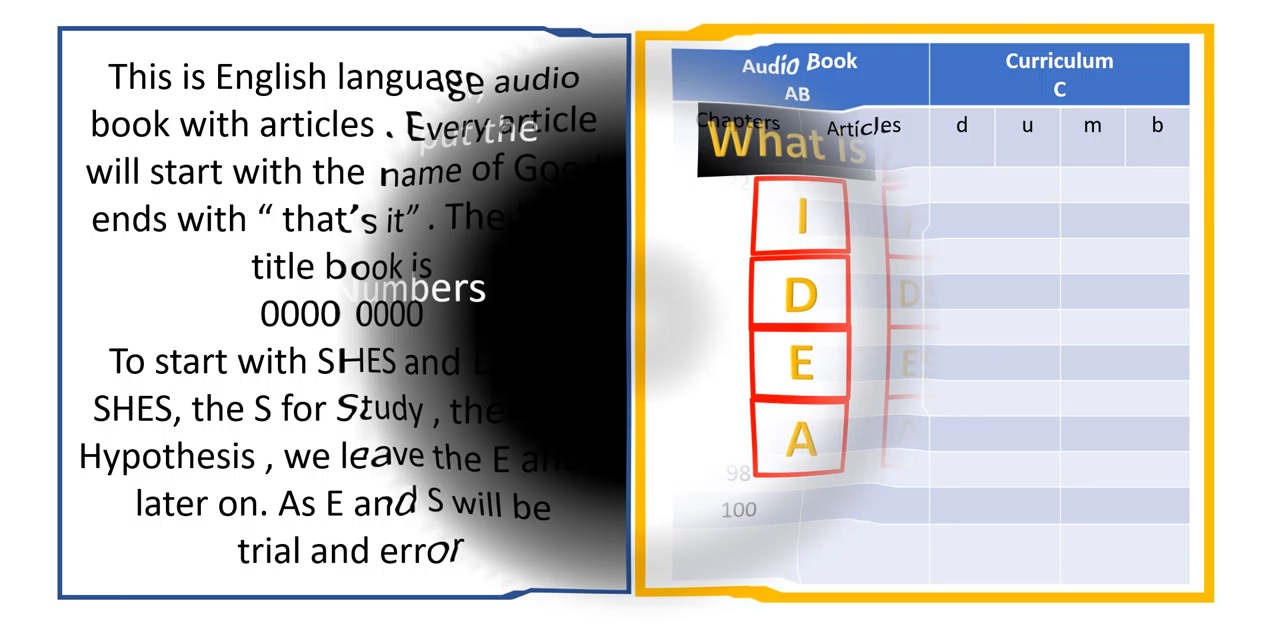 This is English language, audio
book with articles . Every article
put the
will start with the name of God
ends with “ that’s it” . The
title book is
Numbers
0000 0000
To start with SHES and
SHES, the S for Study , the
Hypothesis , we leave the E and
later on. As E and S will be
trial and error
Audio Book
AB
Curriculum
C
Chapters
Articles
d u m b
What is
I
D
E
A
D
E
98
100